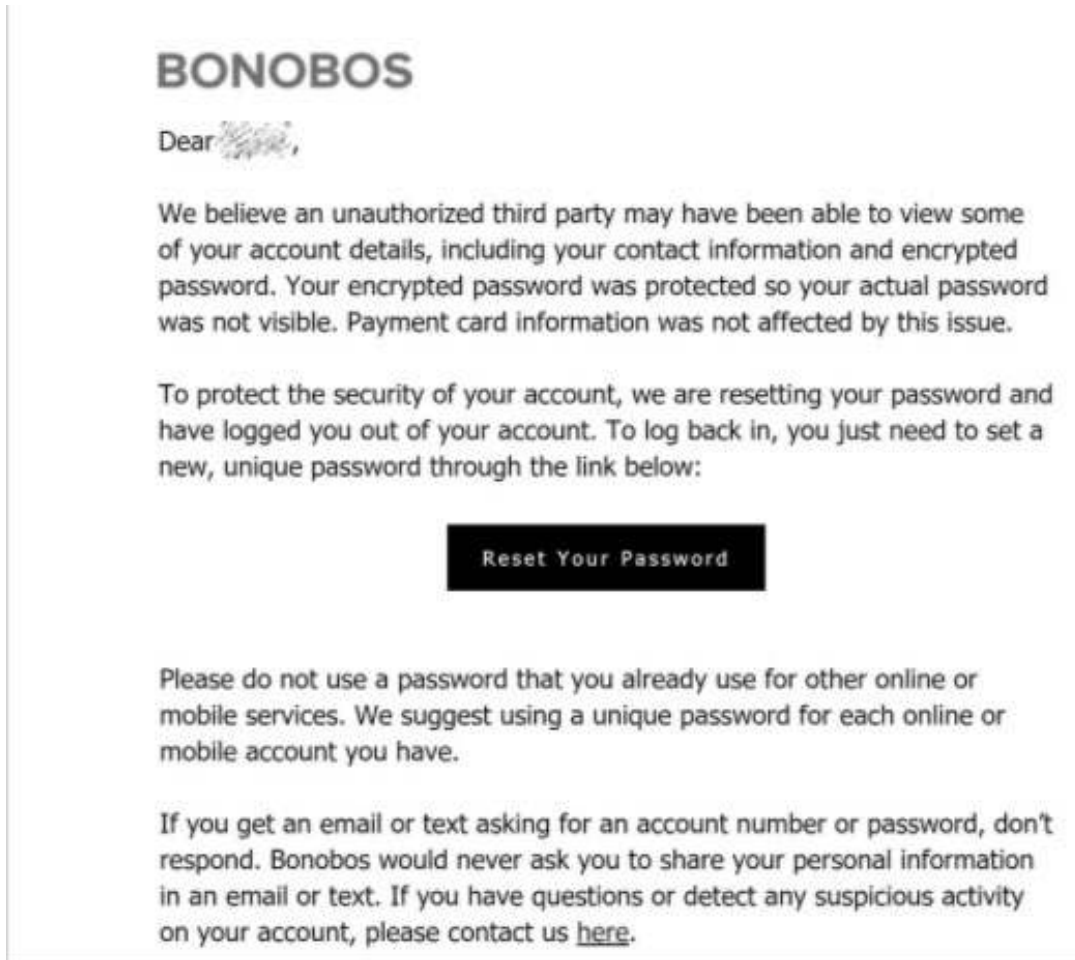 BONOBOS
Dear ,
We believe an unauthorized third party may have been able to view some
of your account details, including your contact information and encrypted
password. Your encrypted password was protected so your actual password
was not visible. Payment card information was not affected by this issue.
To protect the security of your account, we are resetting your password and
have logged you out of your account. To log back in, you just need to set a
new, unique password through the link below:
Reset Your Password
Please do not use a password that you already use for other online or
mobile services. We suggest using a unique password for each online or
mobile account you have.
If you get an email or text asking for an account number or password, don't
respond. Bonobos would never ask you to share your personal information
in an email or text. If you have questions or detect any suspicious activity
on your account, please contact us here.